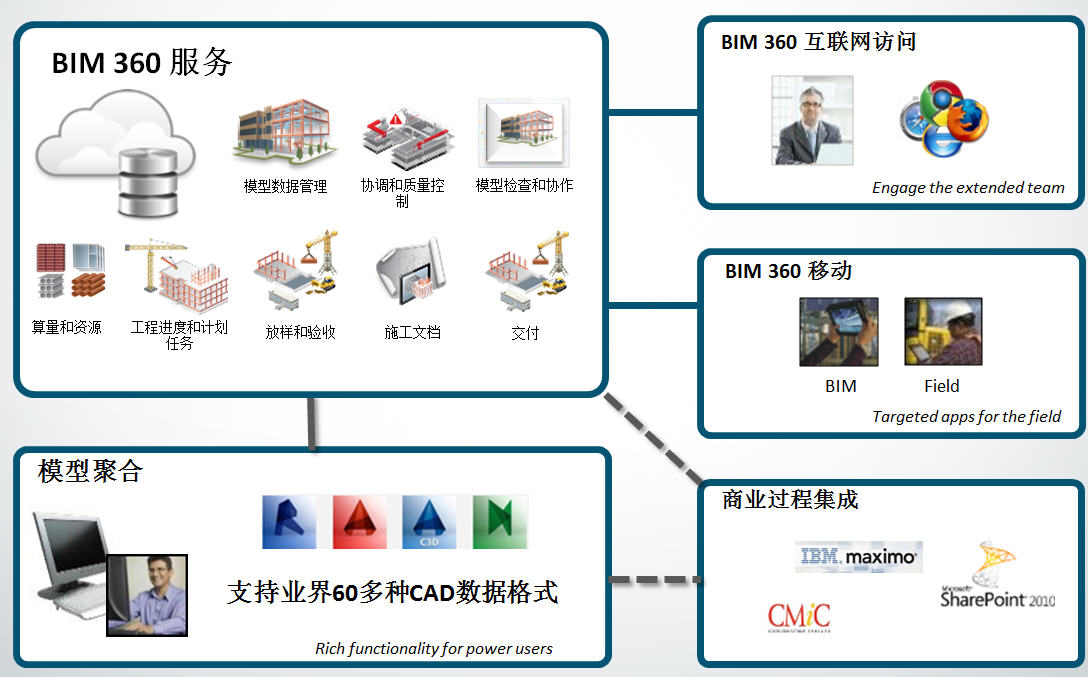 BIM 360 服务
模型数据管理
协调和质量控
制
模型检查和协作
算量和资源
工程进度和计划
任务
放样和验收
施工文档
交付
BIM 360 互联网访问
Engage the extended team
BIM 360 移动
BIM
Field
Targeted apps for the field
模型聚合
C3D
支持业界60多种CAD数据格式
Rich functionality for power users
商业过程集成
IBM. maximo
Microsoft
SharePoint 2010
CMiC